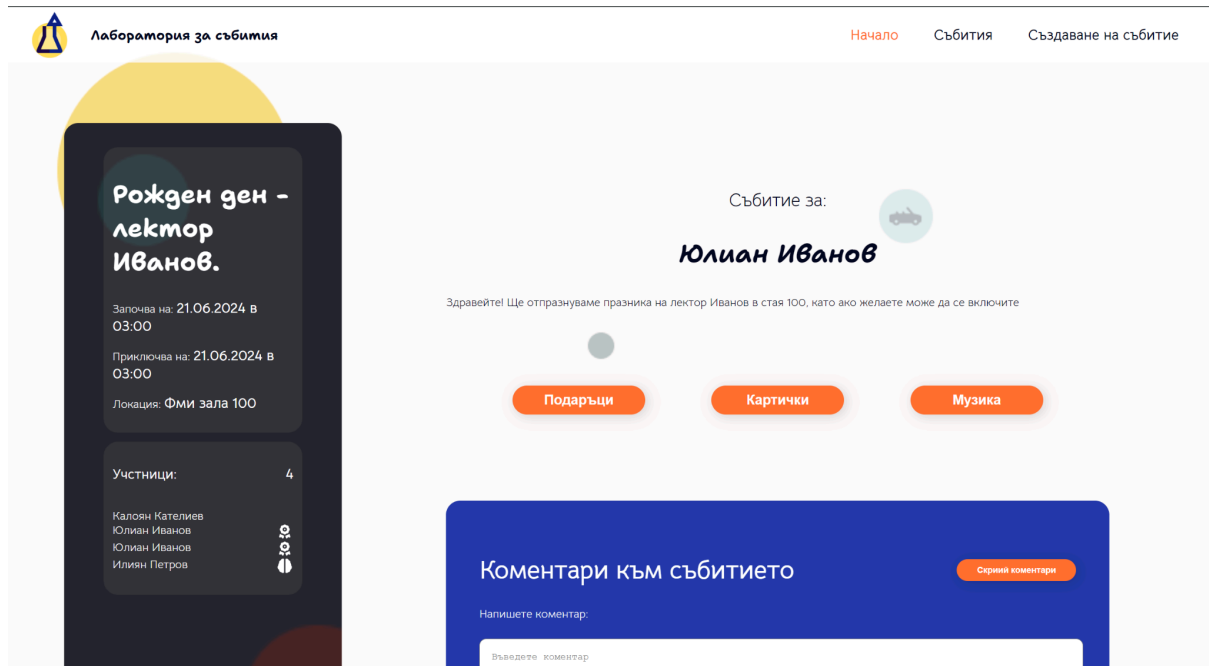 Лаборатория за събития
Начало Събития Създаване на събитие
Рожден ден -
лектор
Иванов.
Започва на: 21.06.2024 в
03:00
Приключва на: 21.06.2024 в
03:00
Локация: Фми зала 100
Учстници: 4
Калоян Кателиев
Юлиан Иванов
Юлиан Иванов
Илиян Петров
Събитие за:
Юлиан Иванов
Здравейте! Ще отпразнуваме празника на лектор Иванов в стая 100, като ако желаете може да се включите
Подаръци Картички Музика
Коментари към събитието
Скриий коментари
Напишете коментар:
Въведете коментар